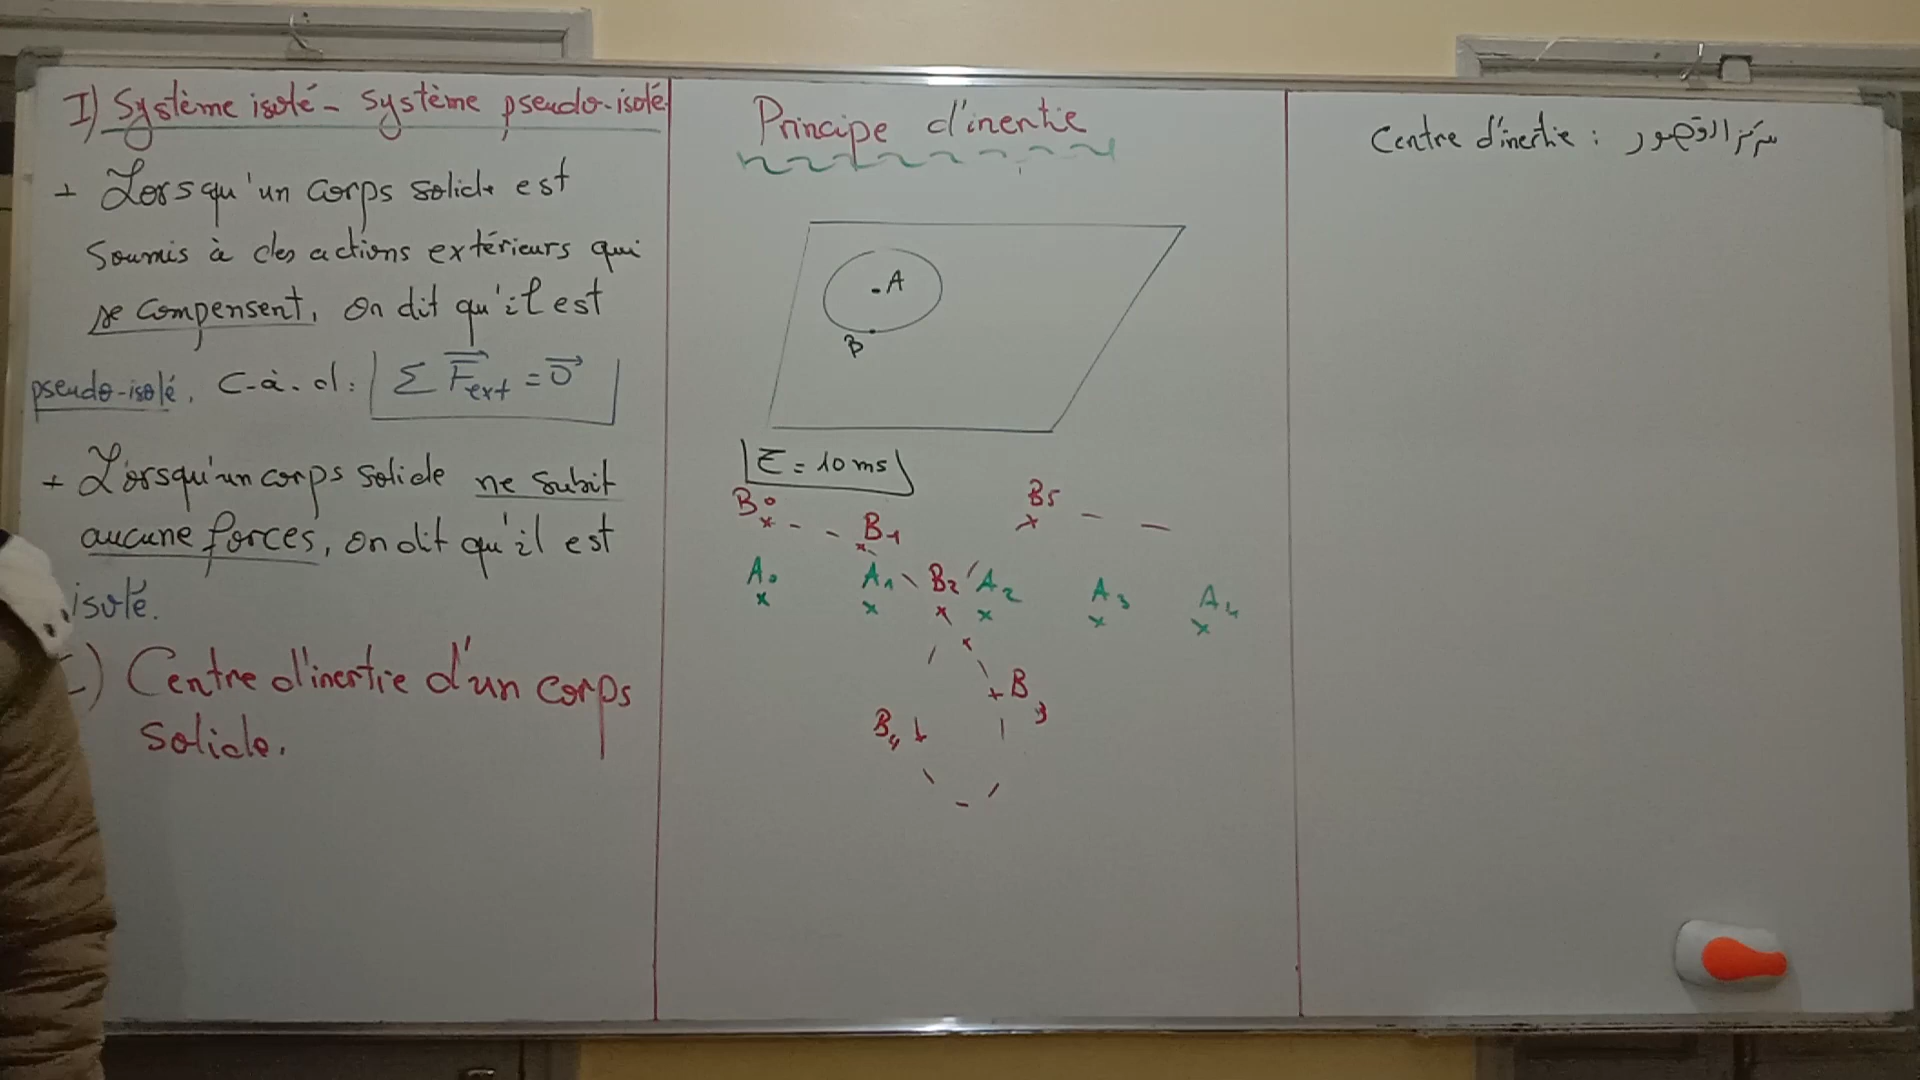 I) Système isolé - système pseudo-isolé
+ Lorsqu'un corps solide est
soumis à des actions extérieurs qui
se compensent, on dit qu'il est
pseudo-isolé. c-à-d: Σ F⃗ext = 0⃗
+ Lorsqu'un corps solide ne subit
aucune forces, on dit qu'il est
isolé.
) Centre d'inertie d'un corps
solide.
Principe d'inertie
A
B
τ = 10 ms
B0 B1 B5
A0 A1 B2 A2 A3 A4
B3
B4
Centre d'inertie : مركز القصور